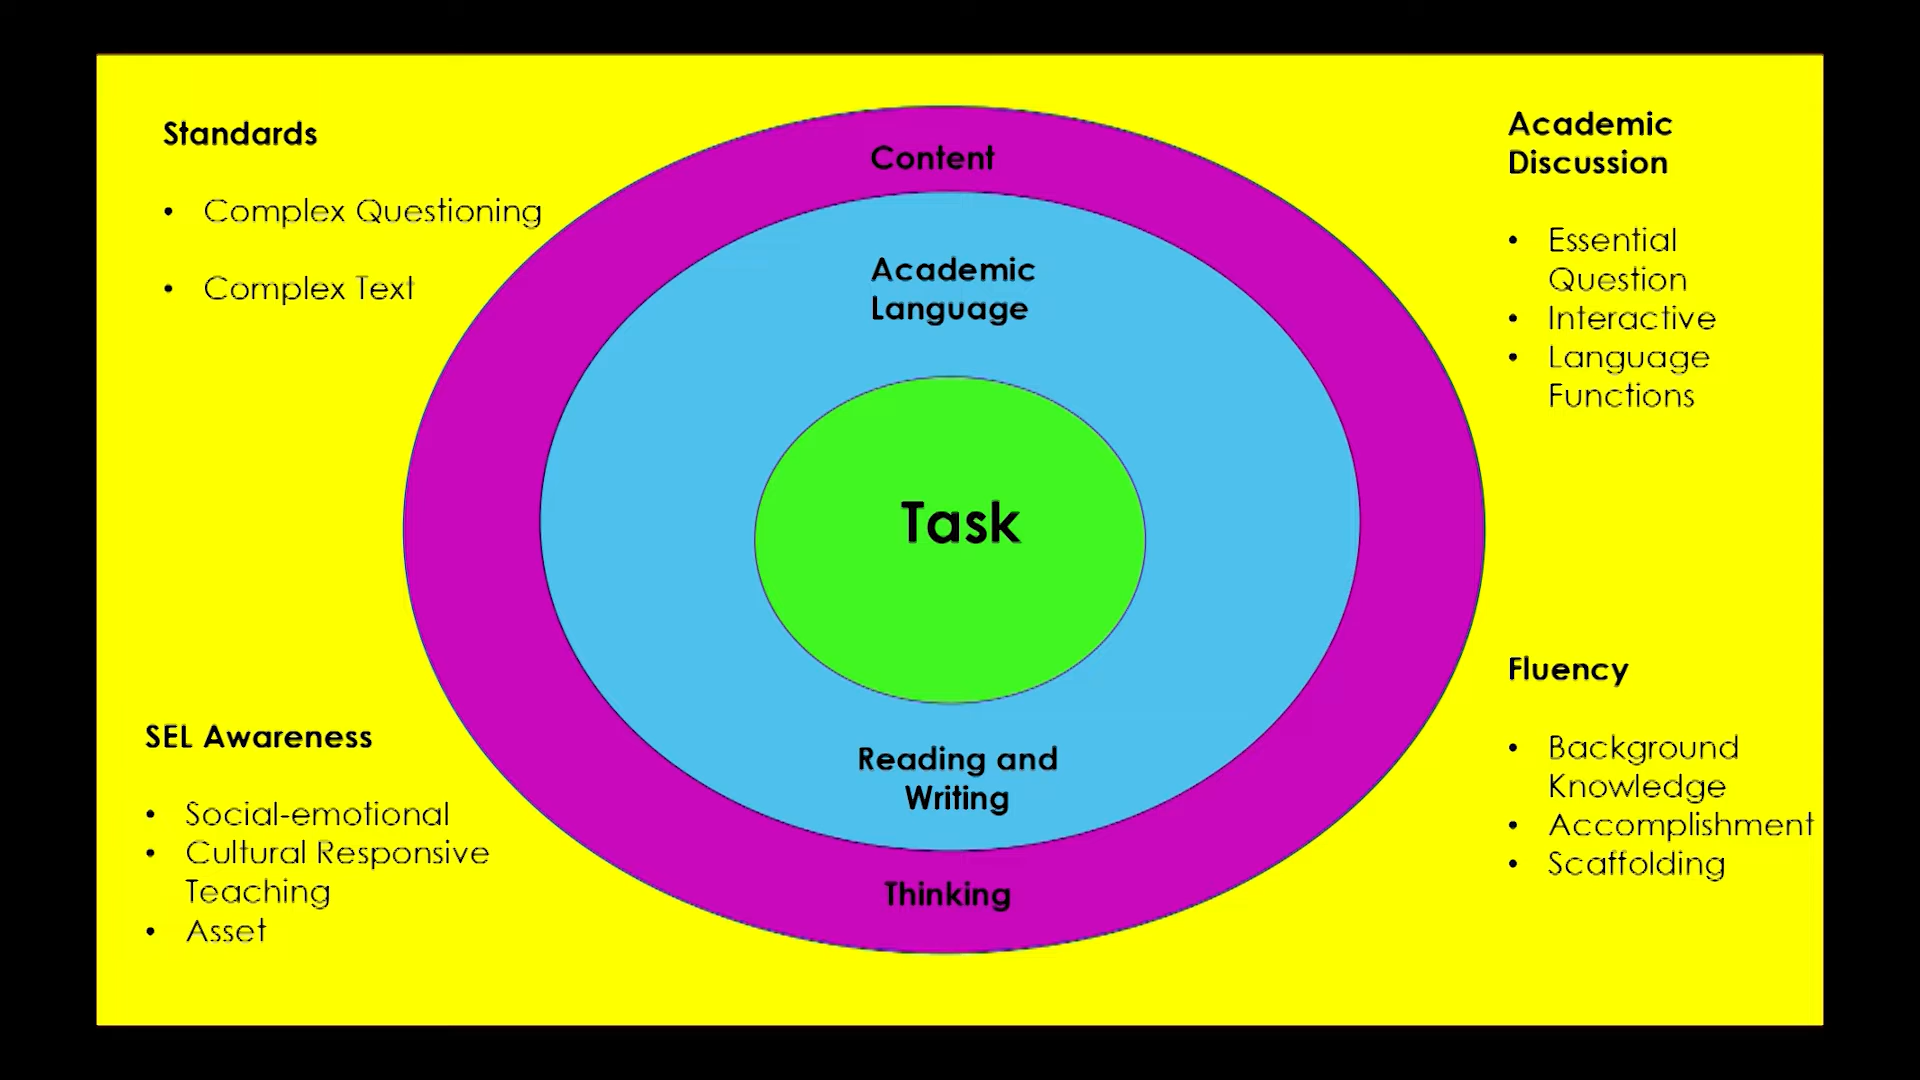 Standards
• Complex Questioning
• Complex Text
Content
Academic
Language
Task
Reading and
Writing
Thinking
Academic
Discussion
• Essential
Question
• Interactive
• Language
Functions
SEL Awareness
• Social-emotional
• Cultural Responsive
Teaching
• Asset
Fluency
• Background
Knowledge
• Accomplishment
• Scaffolding